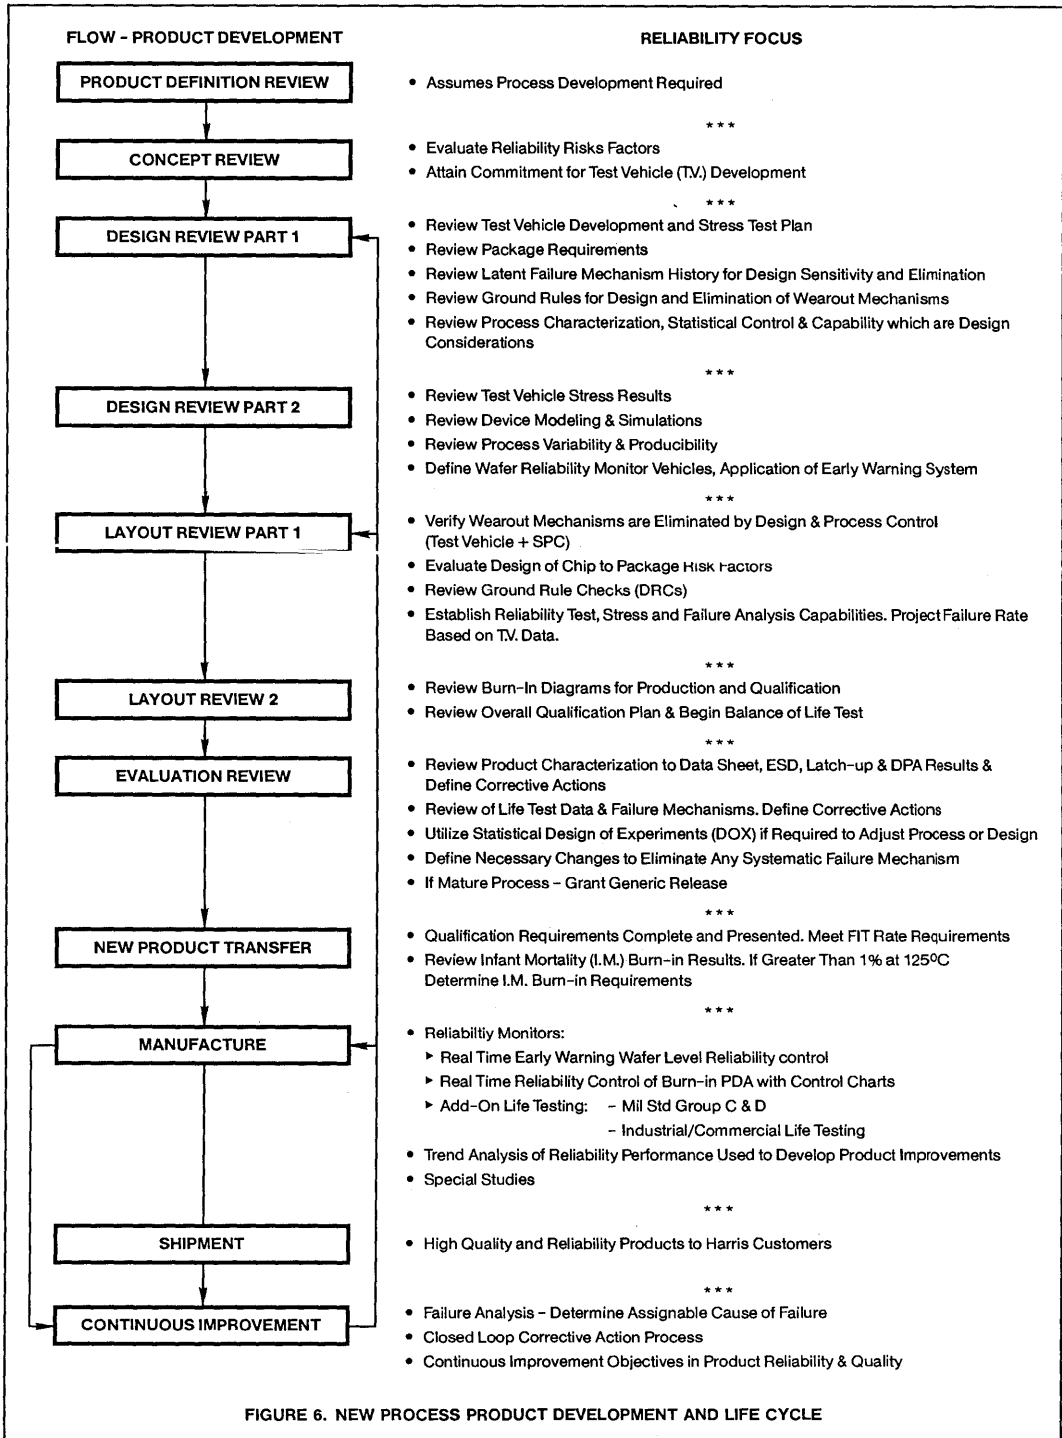 FLOW – PRODUCT DEVELOPMENT
RELIABILITY FOCUS
PRODUCT DEFINITION REVIEW
• Assumes Process Development Required
***
CONCEPT REVIEW
• Evaluate Reliability Risks Factors
• Attain Commitment for Test Vehicle (T.V.) Development
***
DESIGN REVIEW PART 1
• Review Test Vehicle Development and Stress Test Plan
• Review Package Requirements
• Review Latent Failure Mechanism History for Design Sensitivity and Elimination
• Review Ground Rules for Design and Elimination of Wearout Mechanisms
• Review Process Characterization, Statistical Control & Capability which are Design
Considerations
***
DESIGN REVIEW PART 2
• Review Test Vehicle Stress Results
• Review Device Modeling & Simulations
• Review Process Variability & Producibility
• Define Wafer Reliability Monitor Vehicles, Application of Early Warning System
***
LAYOUT REVIEW PART 1
• Verify Wearout Mechanisms are Eliminated by Design & Process Control
(Test Vehicle + SPC)
• Evaluate Design of Chip to Package Risk Factors
• Review Ground Rule Checks (DRCs)
• Establish Reliability Test, Stress and Failure Analysis Capabilities. Project Failure Rate
Based on T.V. Data.
***
LAYOUT REVIEW 2
• Review Burn-In Diagrams for Production and Qualification
• Review Overall Qualification Plan & Begin Balance of Life Test
***
EVALUATION REVIEW
• Review Product Characterization to Data Sheet, ESD, Latch-up & DPA Results &
Define Corrective Actions
• Review of Life Test Data & Failure Mechanisms. Define Corrective Actions
• Utilize Statistical Design of Experiments (DOX) if Required to Adjust Process or Design
• Define Necessary Changes to Eliminate Any Systematic Failure Mechanism
• If Mature Process – Grant Generic Release
***
NEW PRODUCT TRANSFER
• Qualification Requirements Complete and Presented. Meet FIT Rate Requirements
• Review Infant Mortality (I.M.) Burn-in Results. If Greater Than 1% at 125ºC
Determine I.M. Burn-in Requirements
***
MANUFACTURE
• Reliabiltiy Monitors:
▸ Real Time Early Warning Wafer Level Reliability control
▸ Real Time Reliability Control of Burn-in PDA with Control Charts
▸ Add-On Life Testing: – Mil Std Group C & D
– Industrial/Commercial Life Testing
• Trend Analysis of Reliability Performance Used to Develop Product Improvements
• Special Studies
***
SHIPMENT
• High Quality and Reliability Products to Harris Customers
***
CONTINUOUS IMPROVEMENT
• Failure Analysis – Determine Assignable Cause of Failure
• Closed Loop Corrective Action Process
• Continuous Improvement Objectives in Product Reliability & Quality
FIGURE 6. NEW PROCESS PRODUCT DEVELOPMENT AND LIFE CYCLE